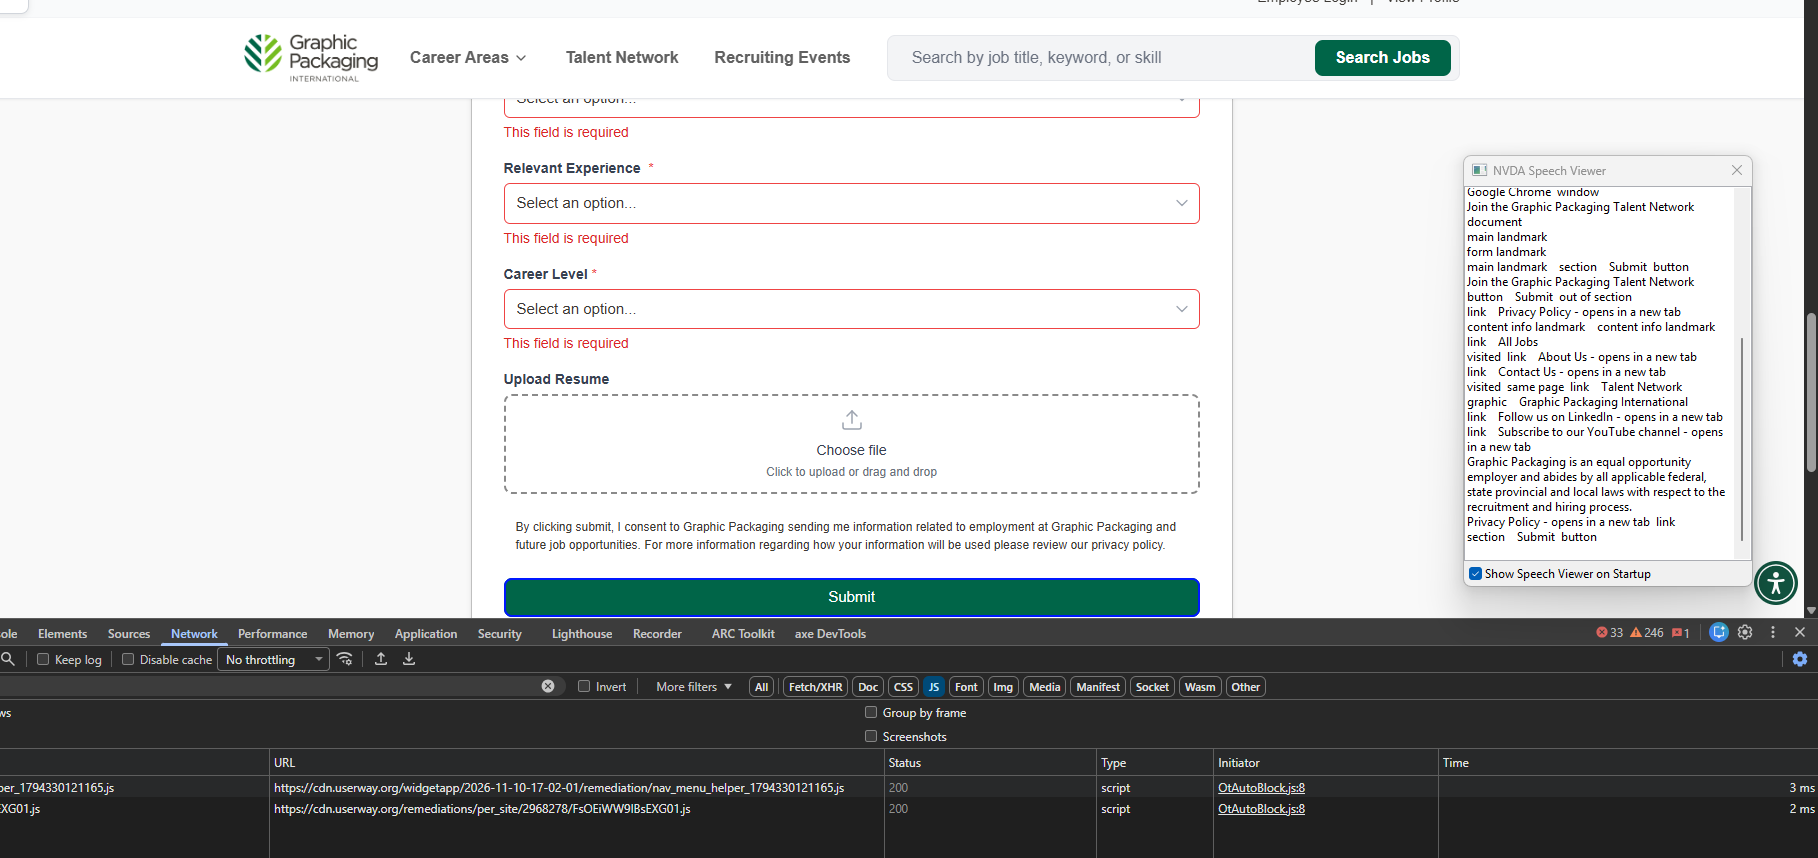 Employee Login | View Profile
Graphic
Packaging
INTERNATIONAL
Career Areas
Talent Network
Recruiting Events
Search by job title, keyword, or skill
Search Jobs
Select an option...
This field is required
Relevant Experience *
Select an option...
This field is required
Career Level *
Select an option...
This field is required
Upload Resume
Choose file
Click to upload or drag and drop
By clicking submit, I consent to Graphic Packaging sending me information related to employment at Graphic Packaging and
future job opportunities. For more information regarding how your information will be used please review our privacy policy.
Submit
NVDA Speech Viewer
Google Chrome window
Join the Graphic Packaging Talent Network
document
main landmark
form landmark
main landmark section Submit button
Join the Graphic Packaging Talent Network
button Submit out of section
link Privacy Policy - opens in a new tab
content info landmark content info landmark
link All Jobs
visited link About Us - opens in a new tab
link Contact Us - opens in a new tab
visited same page link Talent Network
graphic Graphic Packaging International
link Follow us on LinkedIn - opens in a new tab
link Subscribe to our YouTube channel - opens
in a new tab
Graphic Packaging is an equal opportunity
employer and abides by all applicable federal,
state provincial and local laws with respect to the
recruitment and hiring process.
Privacy Policy - opens in a new tab link
section Submit button
Show Speech Viewer on Startup
ole Elements Sources Network Performance Memory Application Security Lighthouse Recorder ARC Toolkit axe DevTools 33 246 1
Keep log Disable cache No throttling
Invert More filters All Fetch/XHR Doc CSS JS Font Img Media Manifest Socket Wasm Other
ws Group by frame
Screenshots
URL Status Type Initiator Time
per_1794330121165.js https://cdn.userway.org/widgetapp/2026-11-10-17-02-01/remediation/nav_menu_helper_1794330121165.js 200 script OtAutoBlock.js:8 3 ms
EXG01.js https://cdn.userway.org/remediations/per_site/2968278/FsOEiWW9IBsEXG01.js 200 script OtAutoBlock.js:8 2 ms